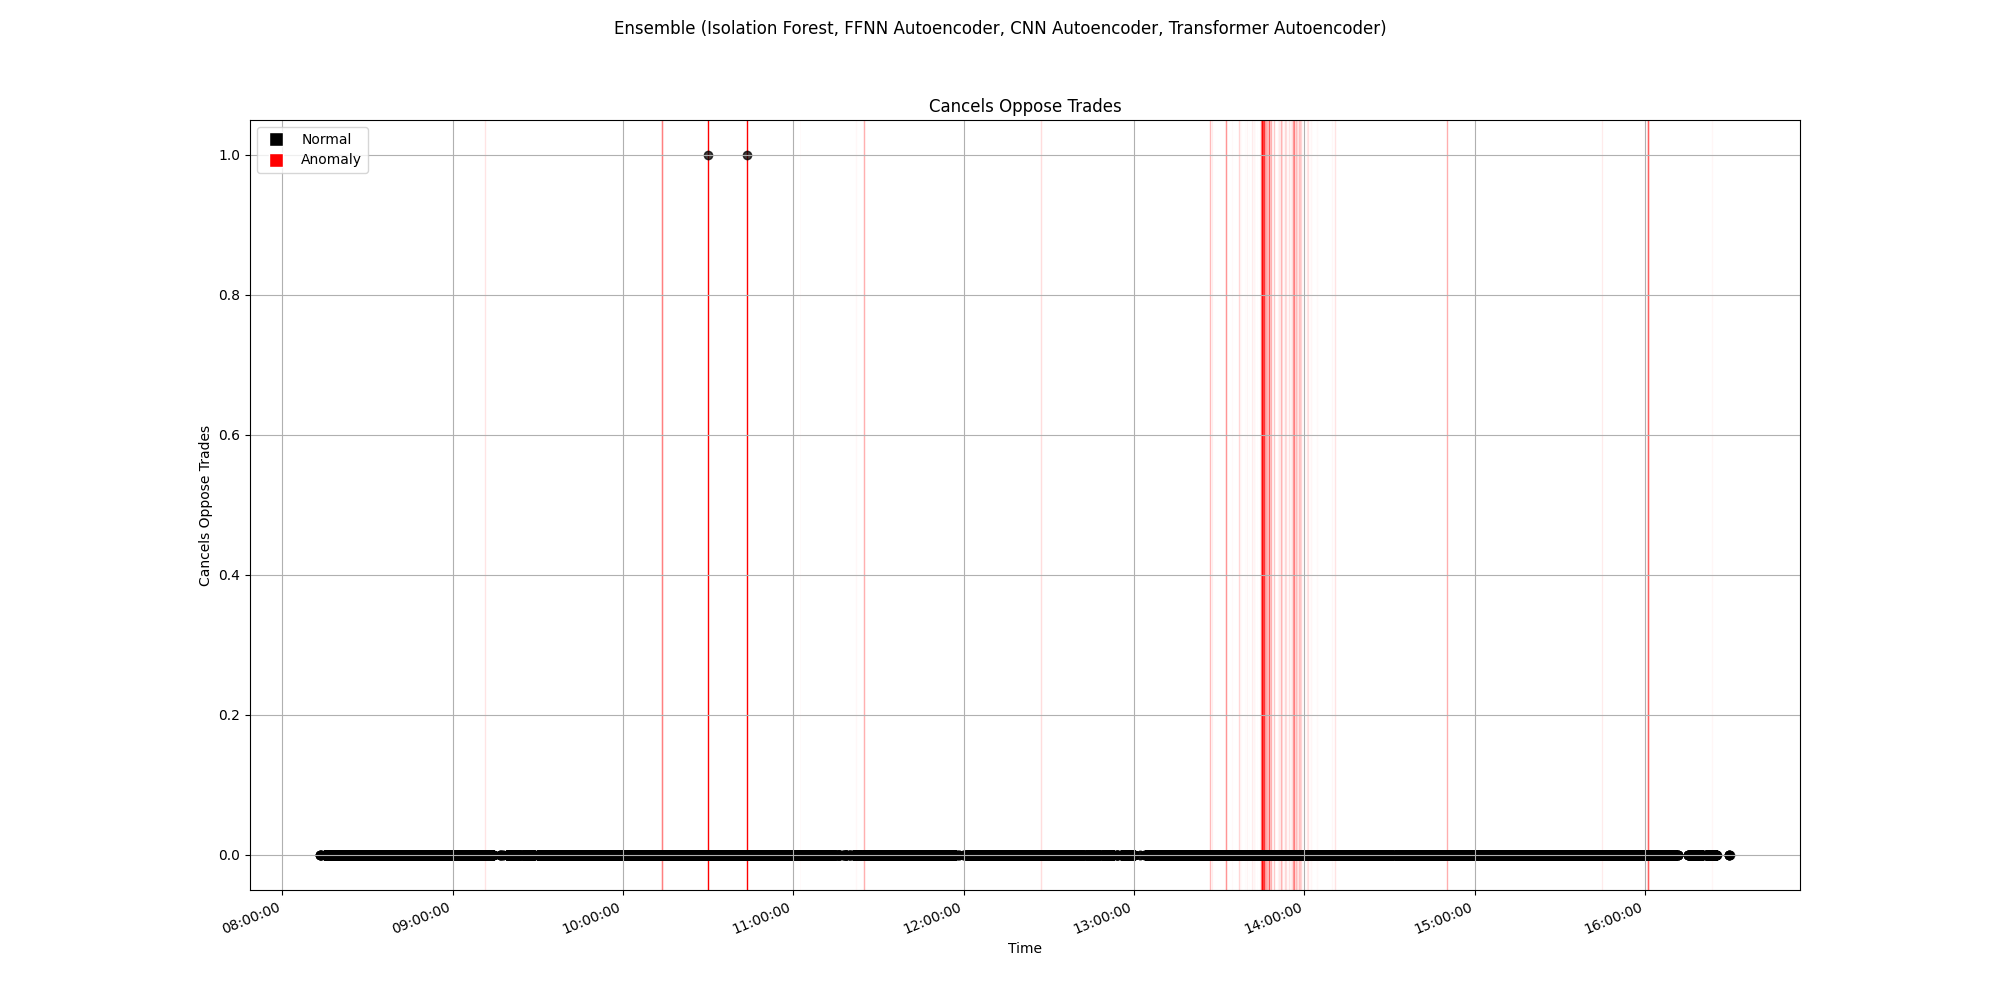 Ensemble (Isolation Forest, FFNN Autoencoder, CNN Autoencoder, Transformer Autoencoder)
Cancels Oppose Trades
Normal
Anomaly
1.0
0.8
0.6
0.4
0.2
0.0
Cancels Oppose Trades
08:00:00
09:00:00
10:00:00
11:00:00
12:00:00
13:00:00
14:00:00
15:00:00
16:00:00
Time